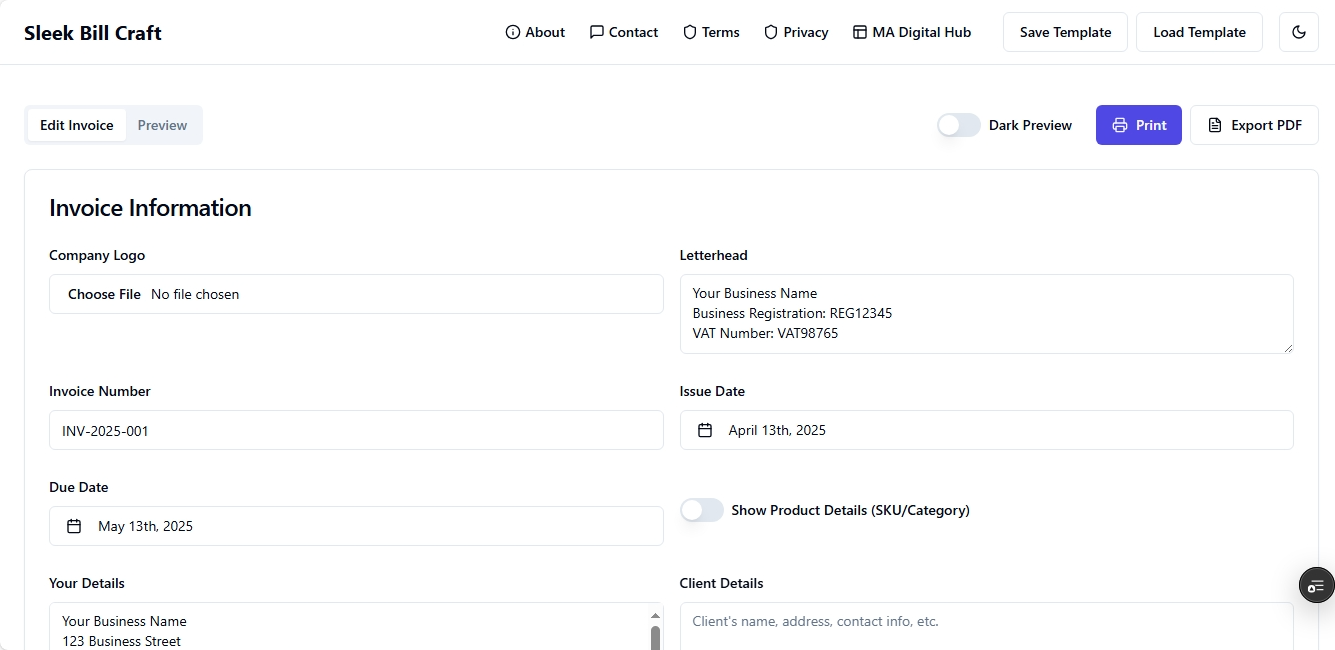 Sleek Bill Craft
About
Contact
Terms
Privacy
MA Digital Hub
Save Template
Load Template
Edit Invoice
Preview
Dark Preview
Print
Export PDF
Invoice Information
Company Logo
Choose File No file chosen
Letterhead
Your Business Name
Business Registration: REG12345
VAT Number: VAT98765
Invoice Number
INV-2025-001
Issue Date
April 13th, 2025
Due Date
May 13th, 2025
Show Product Details (SKU/Category)
Your Details
Your Business Name
123 Business Street
Client Details
Client's name, address, contact info, etc.